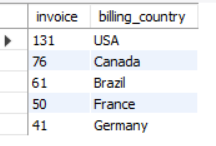 invoice billing_country
131 USA
76 Canada
61 Brazil
50 France
41 Germany